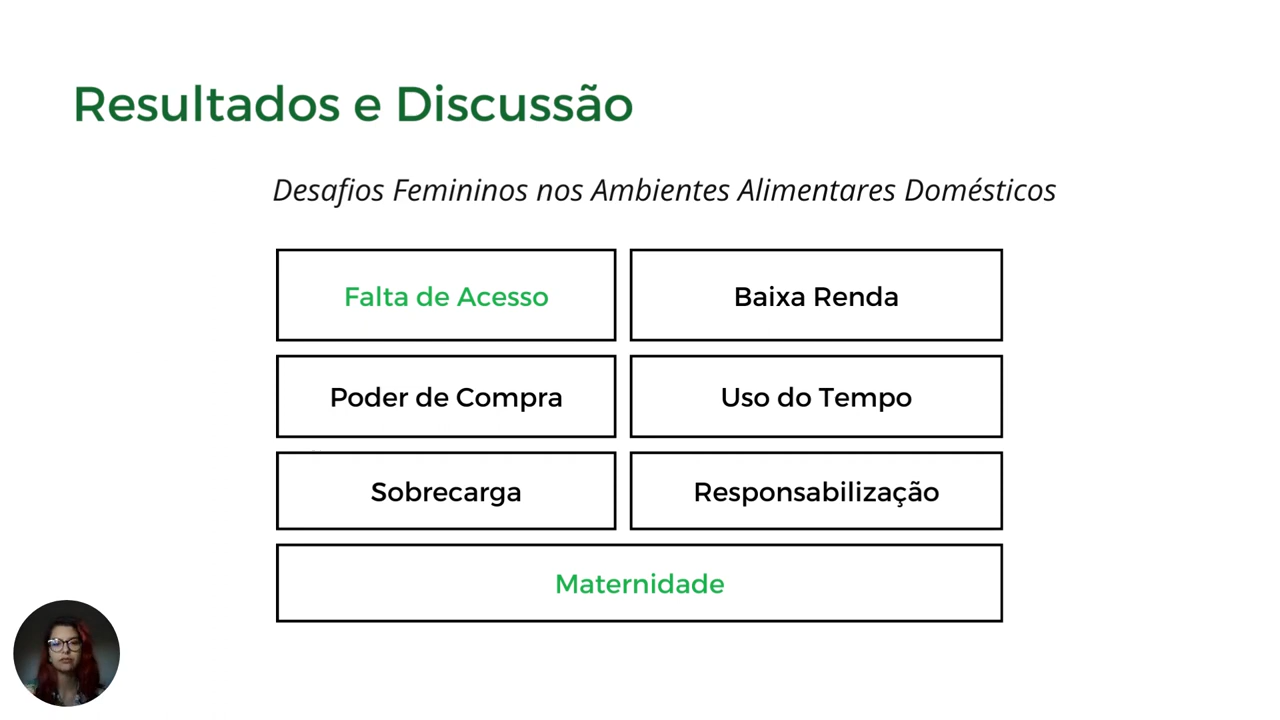 Resultados e Discussão
Desafios Femininos nos Ambientes Alimentares Domésticos
Falta de Acesso
Baixa Renda
Poder de Compra
Uso do Tempo
Sobrecarga
Responsabilização
Maternidade